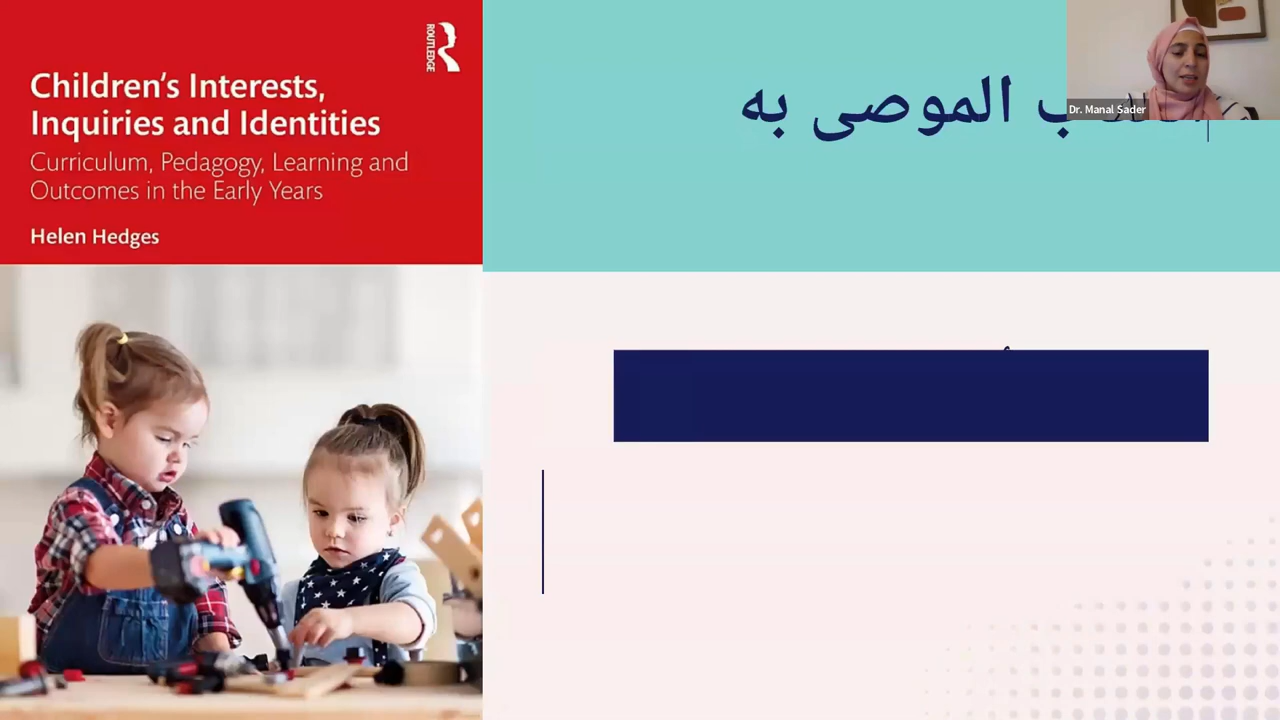 ROUTLEDGE
Children's Interests,
Inquiries and Identities
Curriculum, Pedagogy, Learning and
Outcomes in the Early Years
Helen Hedges
الموصى به
Dr. Manal Sader